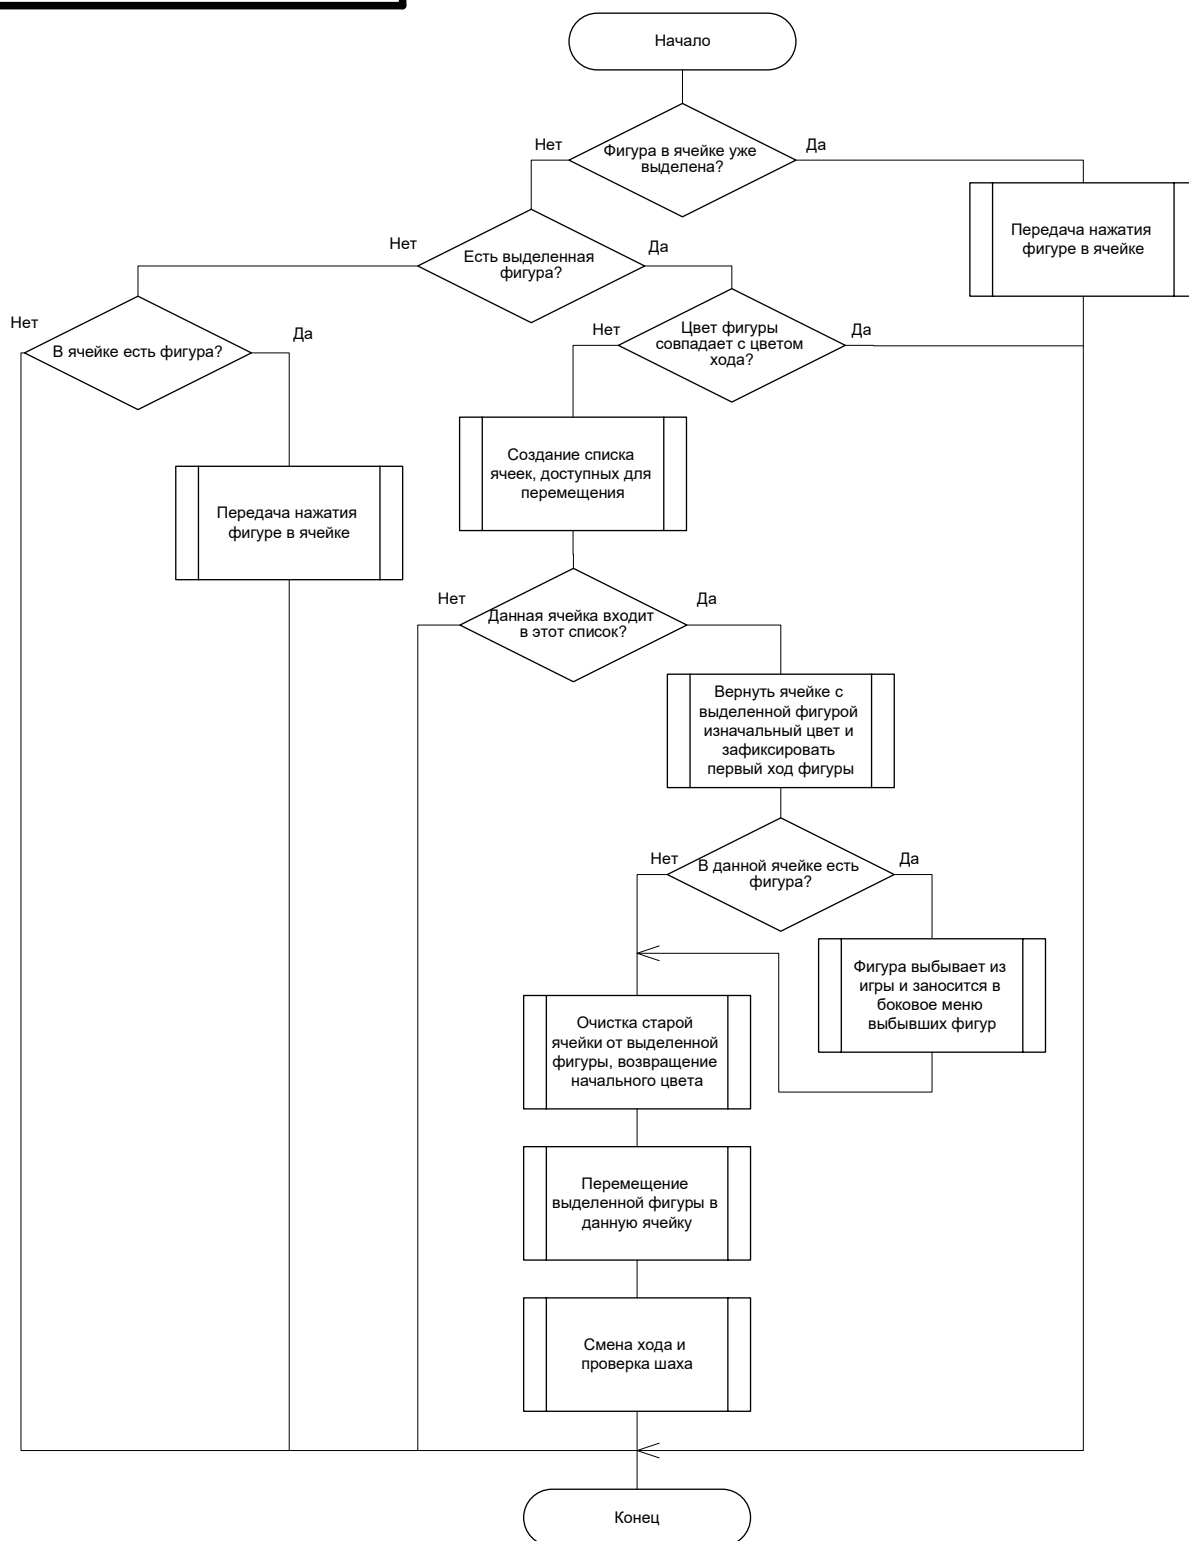 Начало
Нет
Да
Фигура в ячейке уже
выделена?
Передача нажатия
фигуре в ячейке
Нет
Да
Есть выделенная
фигура?
Нет
Да
В ячейке есть фигура?
Нет
Да
Цвет фигуры
совпадает с цветом
хода?
Создание списка
ячеек, доступных для
перемещения
Передача нажатия
фигуре в ячейке
Нет
Да
Данная ячейка входит
в этот список?
Вернуть ячейке с
выделенной фигурой
изначальный цвет и
зафиксировать
первый ход фигуры
Нет
Да
В данной ячейке есть
фигура?
Фигура выбывает из
игры и заносится в
боковое меню
выбывших фигур
Очистка старой
ячейки от выделенной
фигуры, возвращение
начального цвета
Перемещение
выделенной фигуры в
данную ячейку
Смена хода и
проверка шаха
Конец